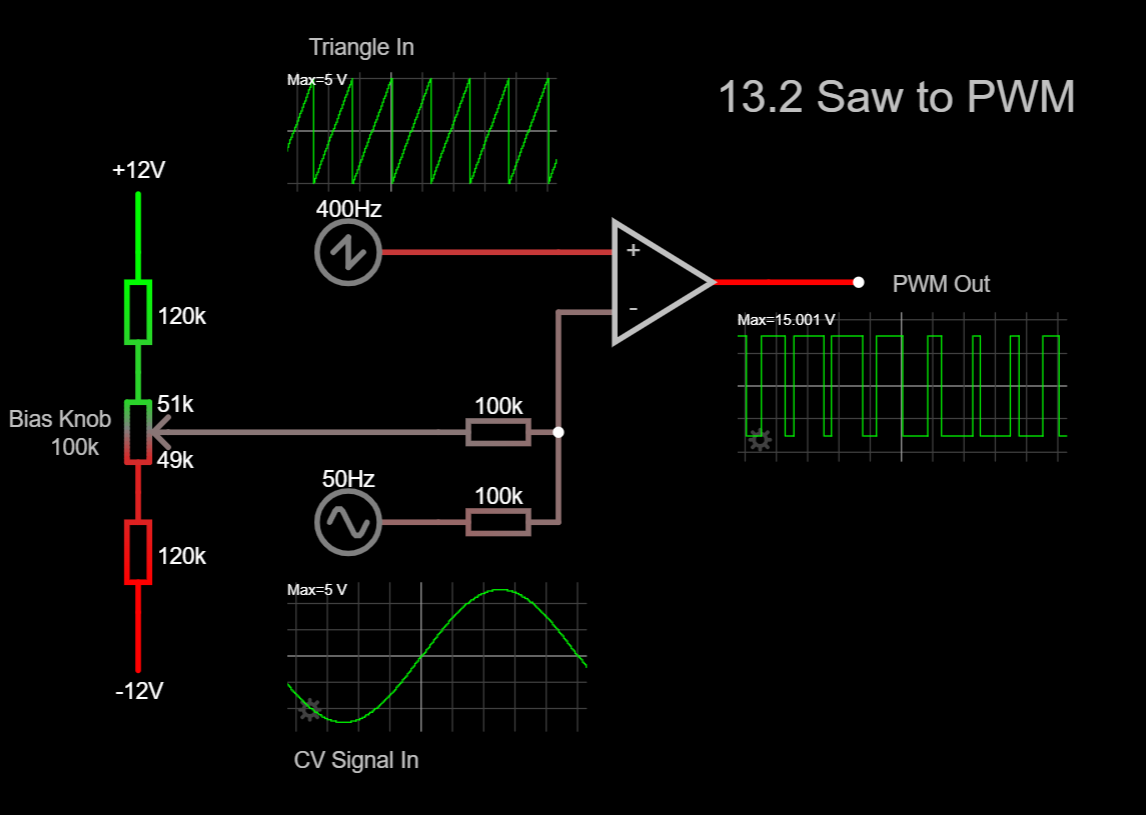 Triangle In
Max=5 V
13.2 Saw to PWM
+12V
400Hz
+
120k
-
PWM Out
Max=15.001 V
51k
Bias Knob
100k
49k
100k
50Hz
100k
120k
Max=5 V
-12V
CV Signal In